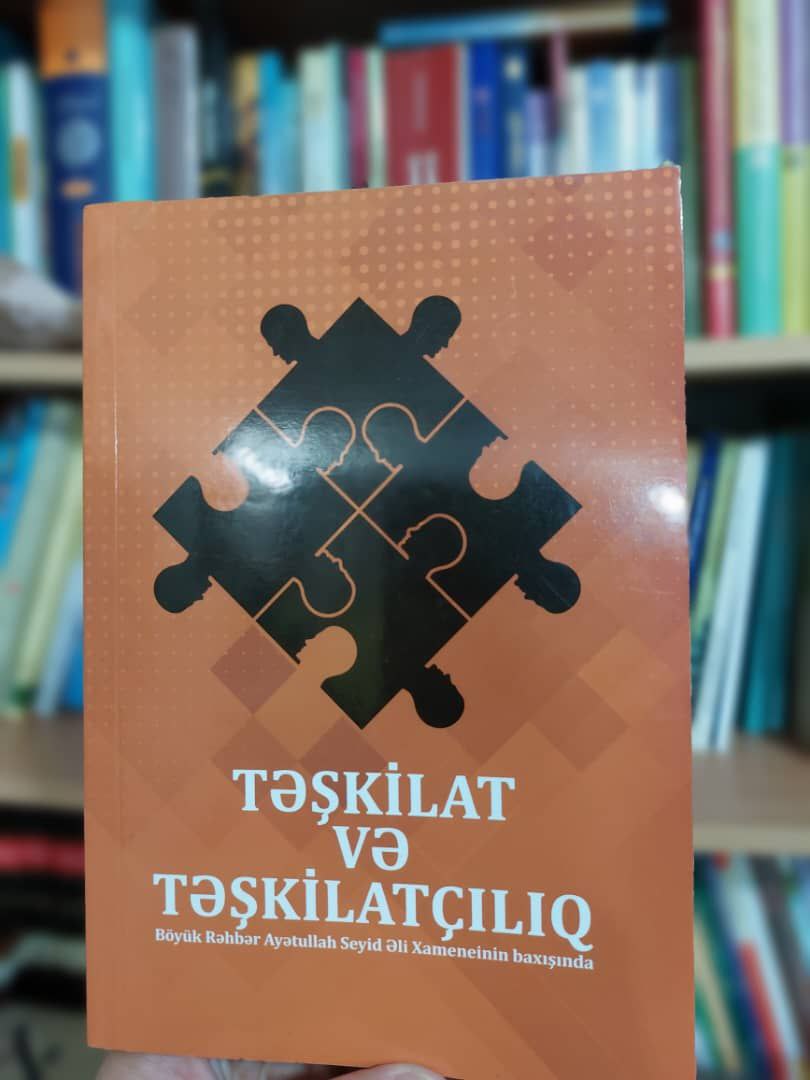 TƏŞKİLAT
VƏ
TƏŞKİLATÇILIQ
Böyük Rəhbər Ayətullah Seyid Əli Xameneinin baxışında